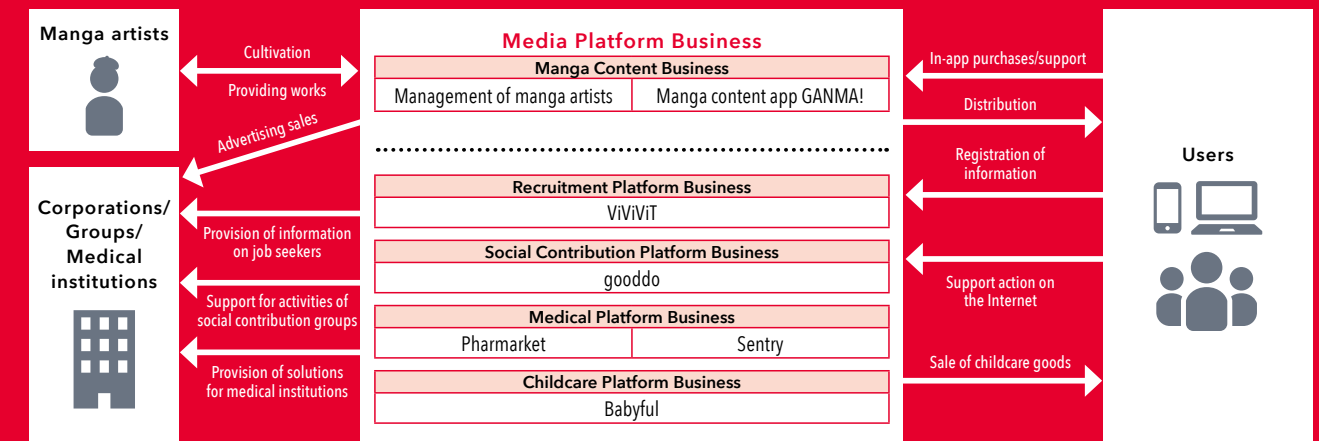 Manga artists
Cultivation
Providing works
Advertising sales
Corporations/
Groups/
Medical
institutions
Provision of information
on job seekers
Support for activities of
social contribution groups
Provision of solutions
for medical institutions
Media Platform Business
Manga Content Business
Management of manga artists
Manga content app GANMA!
Recruitment Platform Business
ViViViT
Social Contribution Platform Business
gooddo
Medical Platform Business
Pharmarket
Sentry
Childcare Platform Business
Babyful
In-app purchases/support
Distribution
Registration of
information
Support action on
the Internet
Sale of childcare goods
Users